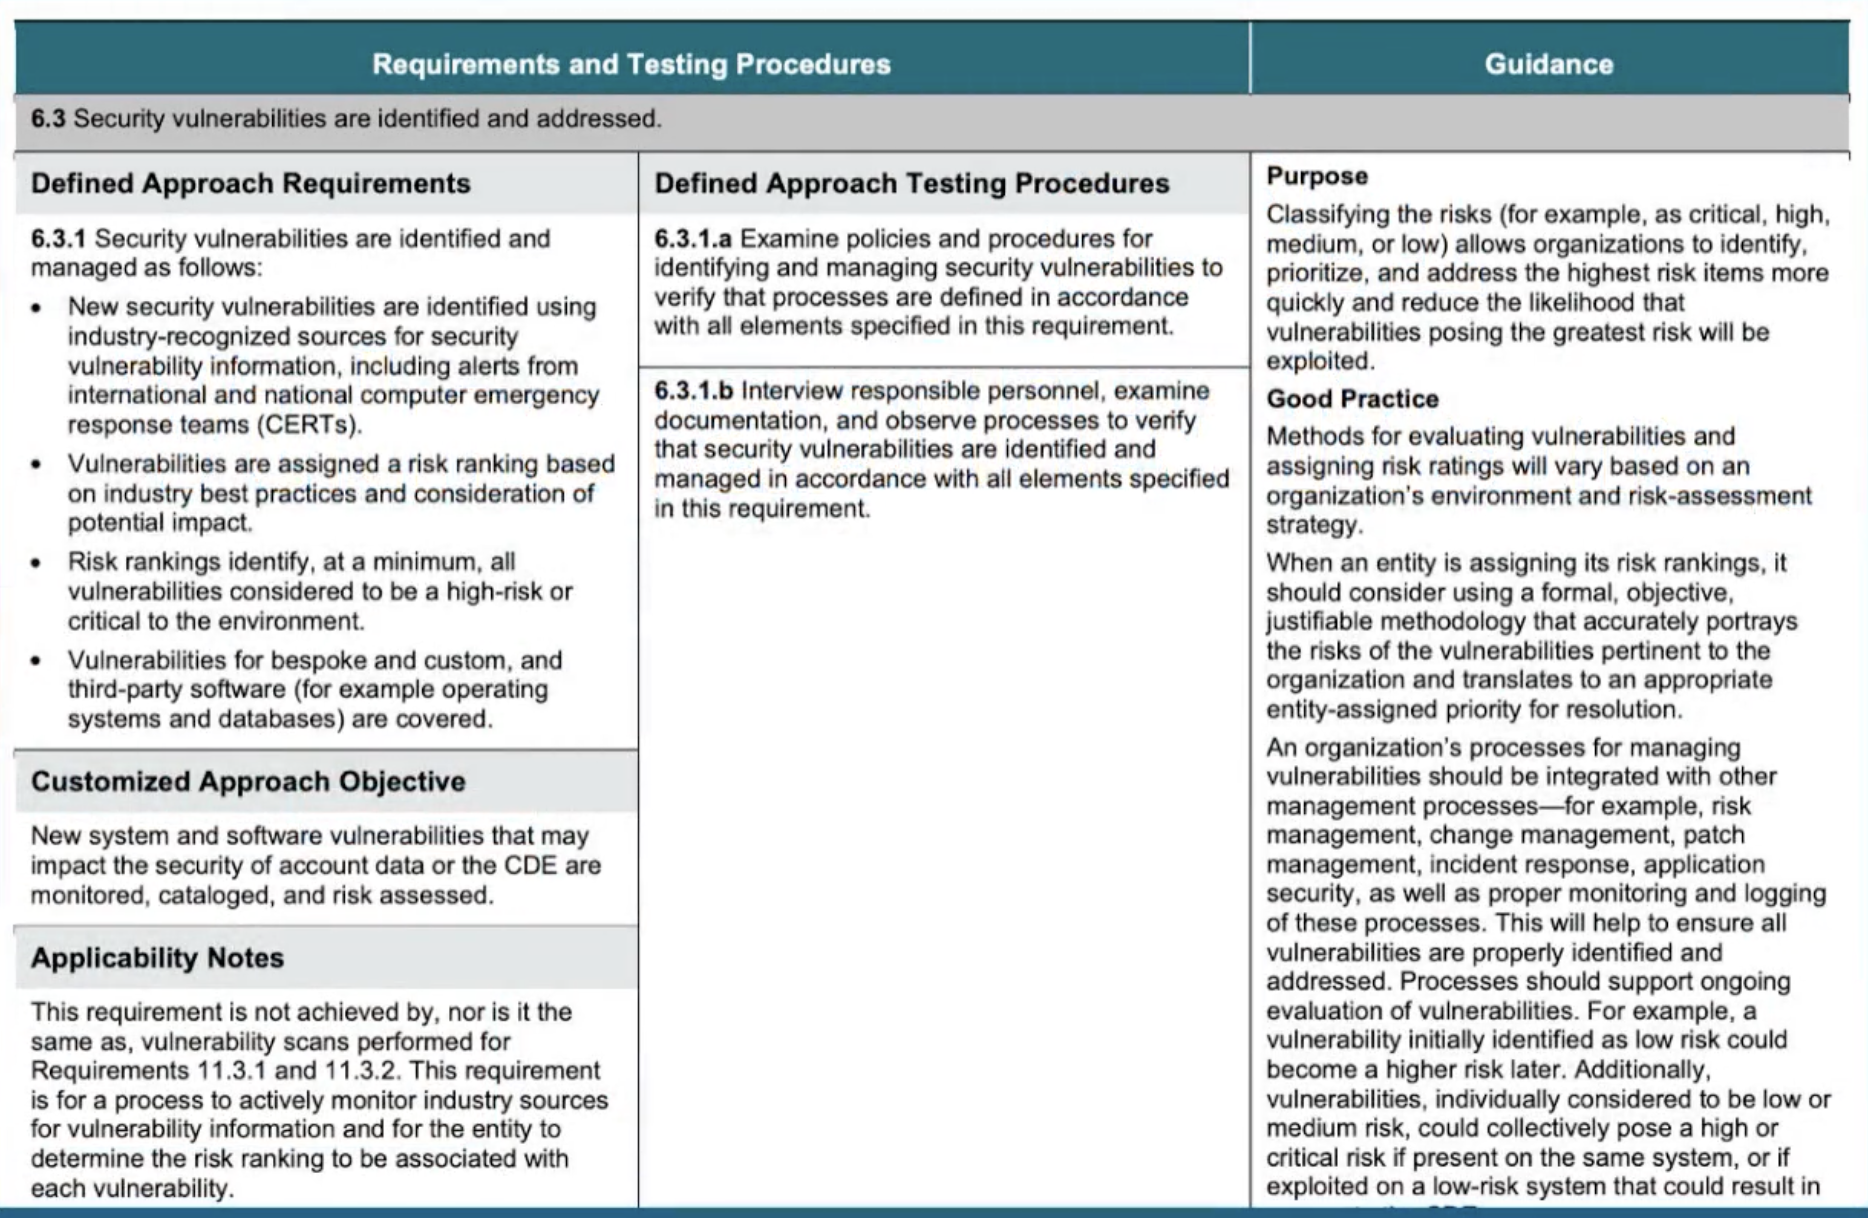 Requirements and Testing Procedures
Guidance
6.3 Security vulnerabilities are identified and addressed.
Defined Approach Requirements
6.3.1 Security vulnerabilities are identified and
managed as follows:
• New security vulnerabilities are identified using
industry-recognized sources for security
vulnerability information, including alerts from
international and national computer emergency
response teams (CERTs).
• Vulnerabilities are assigned a risk ranking based
on industry best practices and consideration of
potential impact.
• Risk rankings identify, at a minimum, all
vulnerabilities considered to be a high-risk or
critical to the environment.
• Vulnerabilities for bespoke and custom, and
third-party software (for example operating
systems and databases) are covered.
Customized Approach Objective
New system and software vulnerabilities that may
impact the security of account data or the CDE are
monitored, cataloged, and risk assessed.
Applicability Notes
This requirement is not achieved by, nor is it the
same as, vulnerability scans performed for
Requirements 11.3.1 and 11.3.2. This requirement
is for a process to actively monitor industry sources
for vulnerability information and for the entity to
determine the risk ranking to be associated with
each vulnerability.
Defined Approach Testing Procedures
6.3.1.a Examine policies and procedures for
identifying and managing security vulnerabilities to
verify that processes are defined in accordance
with all elements specified in this requirement.
6.3.1.b Interview responsible personnel, examine
documentation, and observe processes to verify
that security vulnerabilities are identified and
managed in accordance with all elements specified
in this requirement.
Purpose
Classifying the risks (for example, as critical, high,
medium, or low) allows organizations to identify,
prioritize, and address the highest risk items more
quickly and reduce the likelihood that
vulnerabilities posing the greatest risk will be
exploited.
Good Practice
Methods for evaluating vulnerabilities and
assigning risk ratings will vary based on an
organization's environment and risk-assessment
strategy.
When an entity is assigning its risk rankings, it
should consider using a formal, objective,
justifiable methodology that accurately portrays
the risks of the vulnerabilities pertinent to the
organization and translates to an appropriate
entity-assigned priority for resolution.
An organization's processes for managing
vulnerabilities should be integrated with other
management processes—for example, risk
management, change management, patch
management, incident response, application
security, as well as proper monitoring and logging
of these processes. This will help to ensure all
vulnerabilities are properly identified and
addressed. Processes should support ongoing
evaluation of vulnerabilities. For example, a
vulnerability initially identified as low risk could
become a higher risk later. Additionally,
vulnerabilities, individually considered to be low or
medium risk, could collectively pose a high or
critical risk if present on the same system, or if
exploited on a low-risk system that could result in